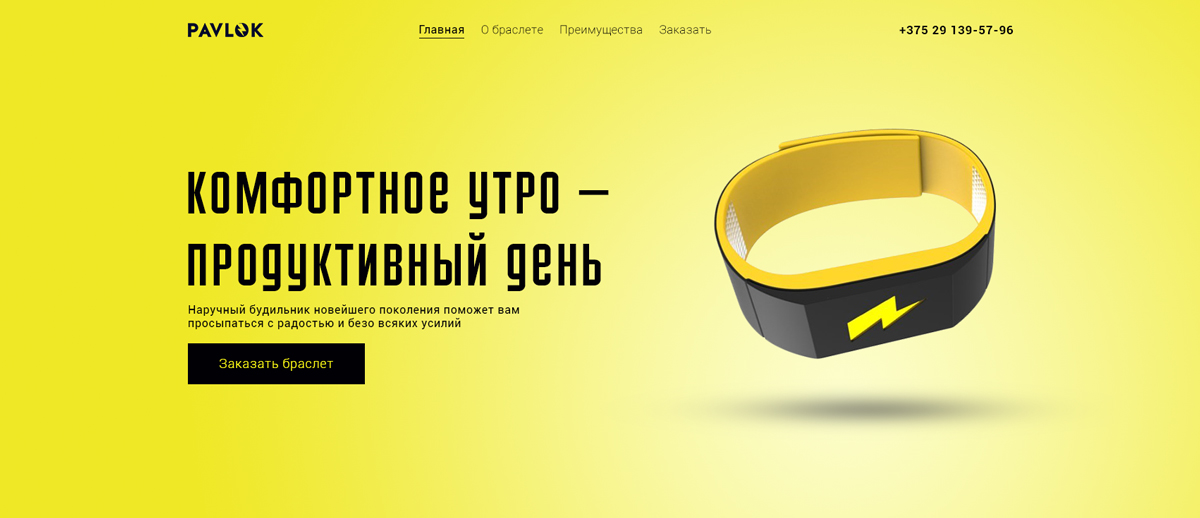 PAVLOK
Главная О браслете Преимущества Заказать
+375 29 139-57-96
комфортное утро –
продуктивный день
Наручный будильник новейшего поколения поможет вам
просыпаться с радостью и безо всяких усилий
Заказать браслет